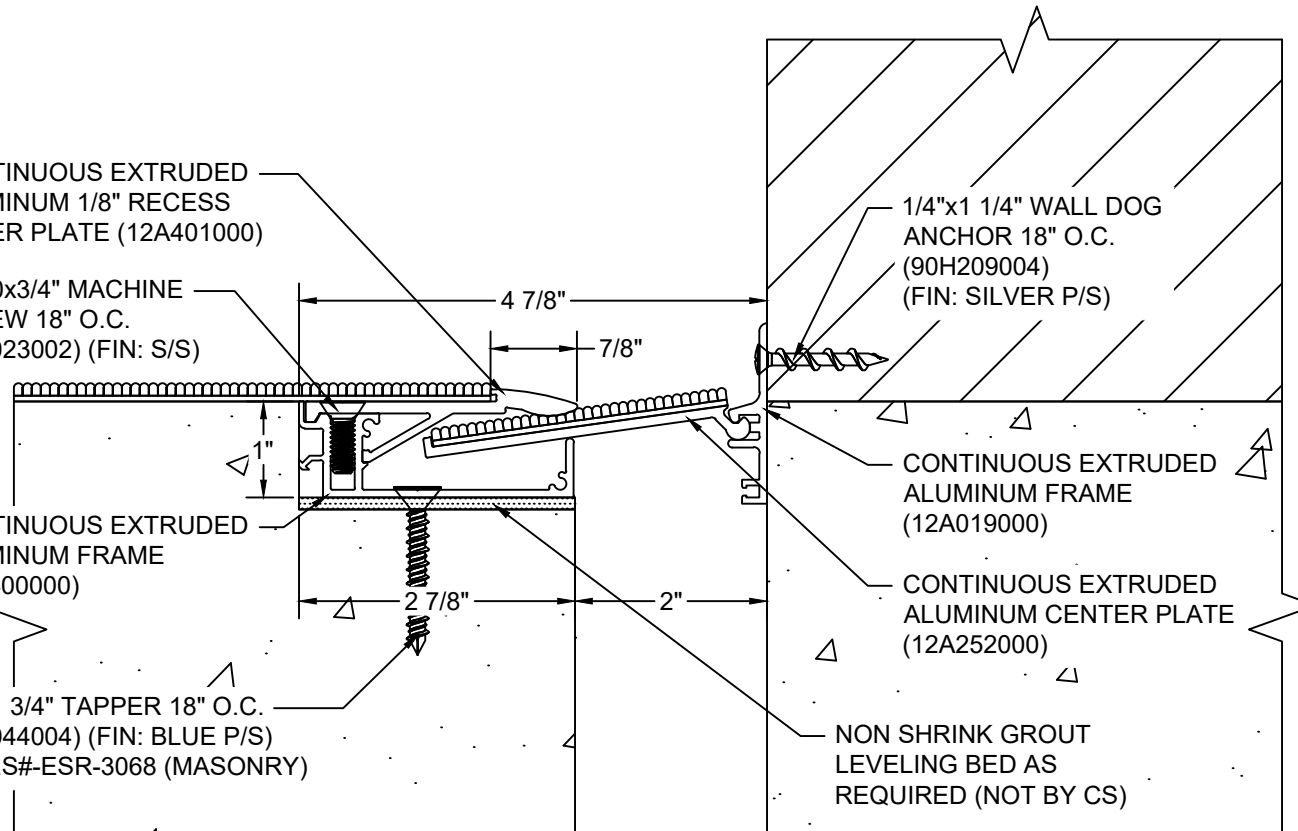 TINUOUS EXTRUDED
MINUM 1/8" RECESS
ER PLATE (12A401000)
0x3/4" MACHINE
EW 18" O.C.
023002) (FIN: S/S)
4 7/8"
7/8"
1/4"x1 1/4" WALL DOG
ANCHOR 18" O.C.
(90H209004)
(FIN: SILVER P/S)
1"
TINUOUS EXTRUDED
MINUM FRAME
00000)
2 7/8"
2"
CONTINUOUS EXTRUDED
ALUMINUM FRAME
(12A019000)
CONTINUOUS EXTRUDED
ALUMINUM CENTER PLATE
(12A252000)
3/4" TAPPER 18" O.C.
044004) (FIN: BLUE P/S)
S#-ESR-3068 (MASONRY)
NON SHRINK GROUT
LEVELING BED AS
REQUIRED (NOT BY CS)